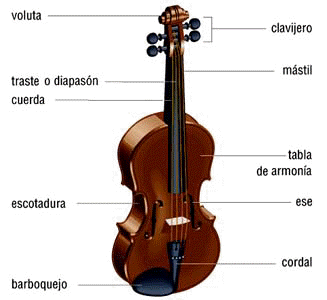 voluta
clavijero
mástil
traste o diapasón
cuerda
tabla
de armonía
escotadura
ese
cordal
barboquejo